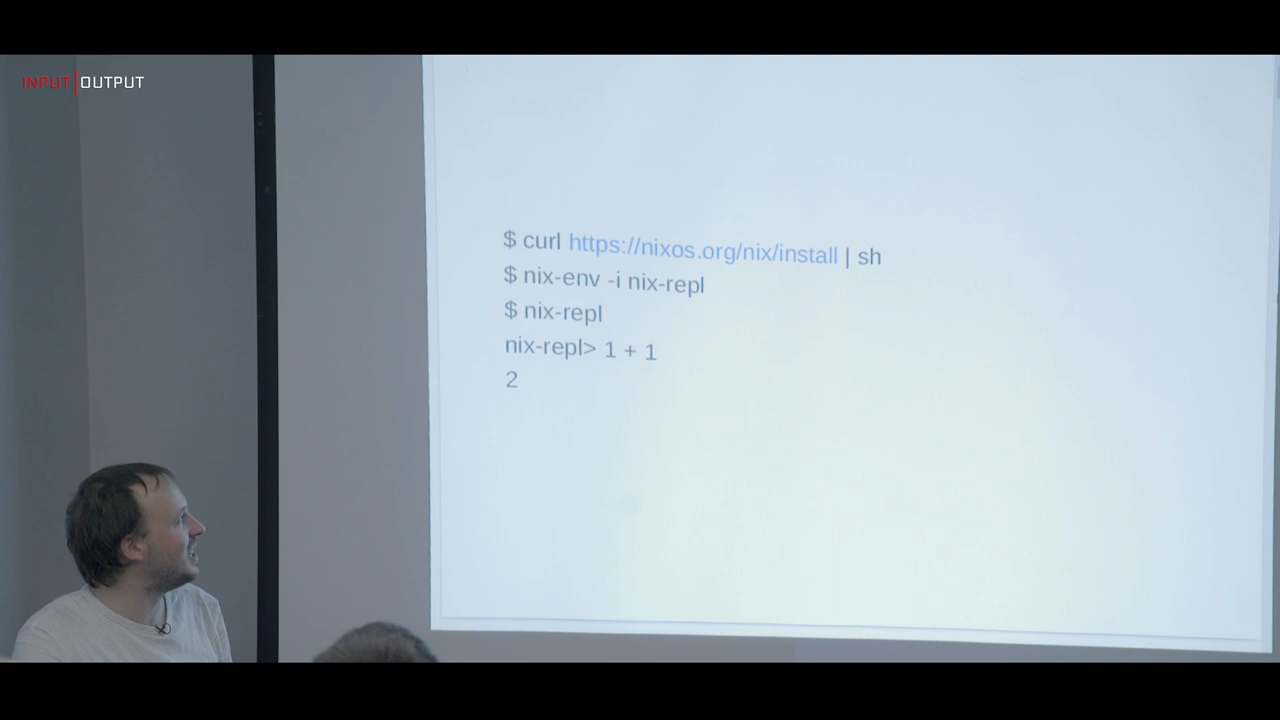 INPUT|OUTPUT
$ curl https://nixos.org/nix/install | sh
$ nix-env -i nix-repl
$ nix-repl
nix-repl> 1 + 1
2